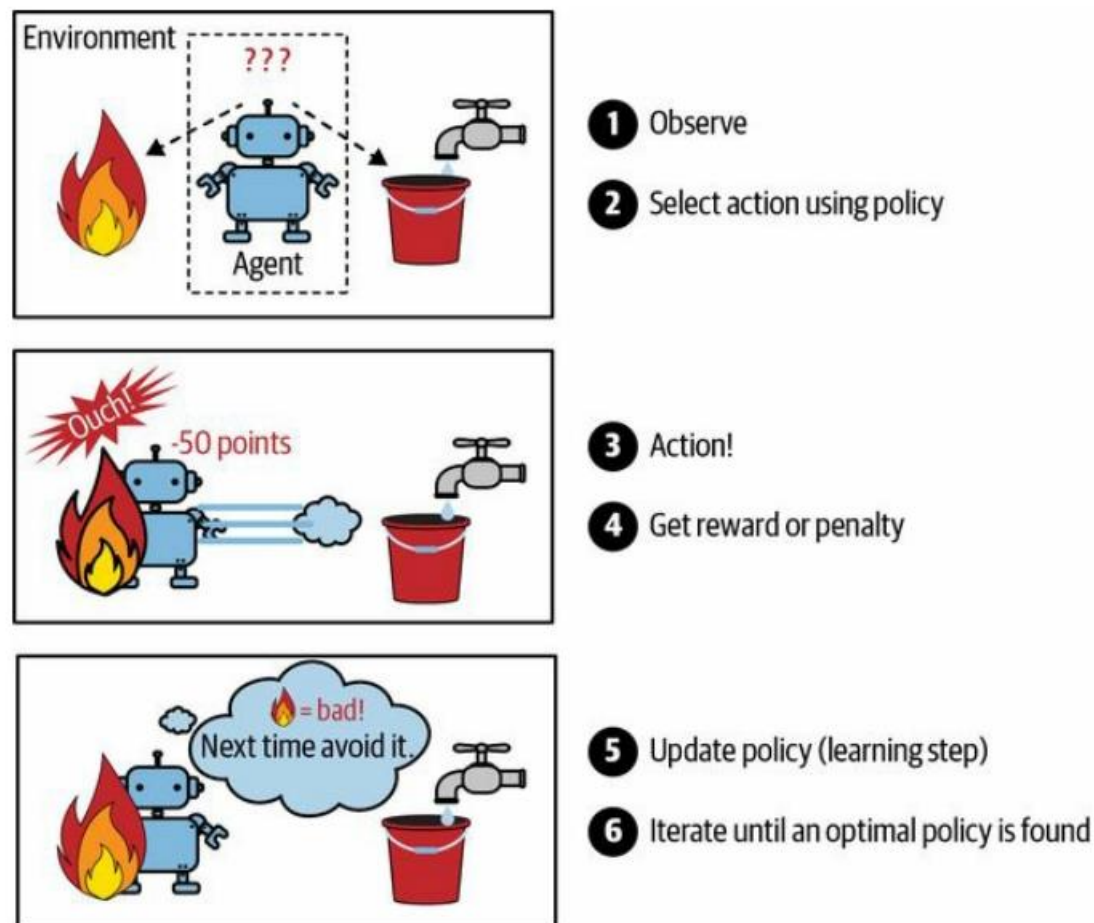 Environment
???
Agent
1 Observe
2 Select action using policy
Ouch!
-50 points
3 Action!
4 Get reward or penalty
= bad!
Next time avoid it.
5 Update policy (learning step)
6 Iterate until an optimal policy is found